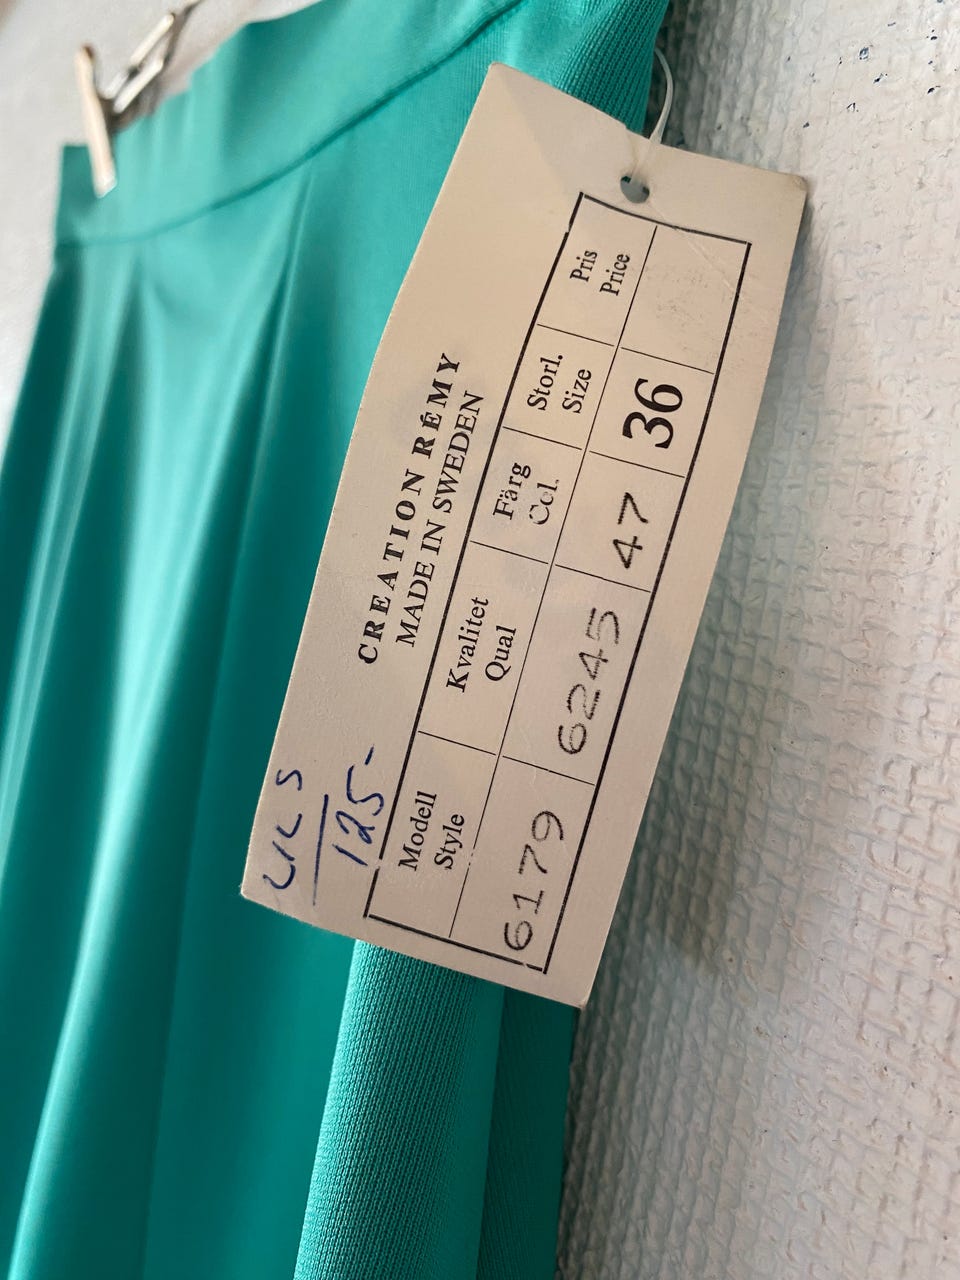 125-
CREATION RÉMY
MADE IN SWEDEN
Modell Kvalitet Färg Storl. Pris
Style Qual Col. Size Price
6179 6245 47 36